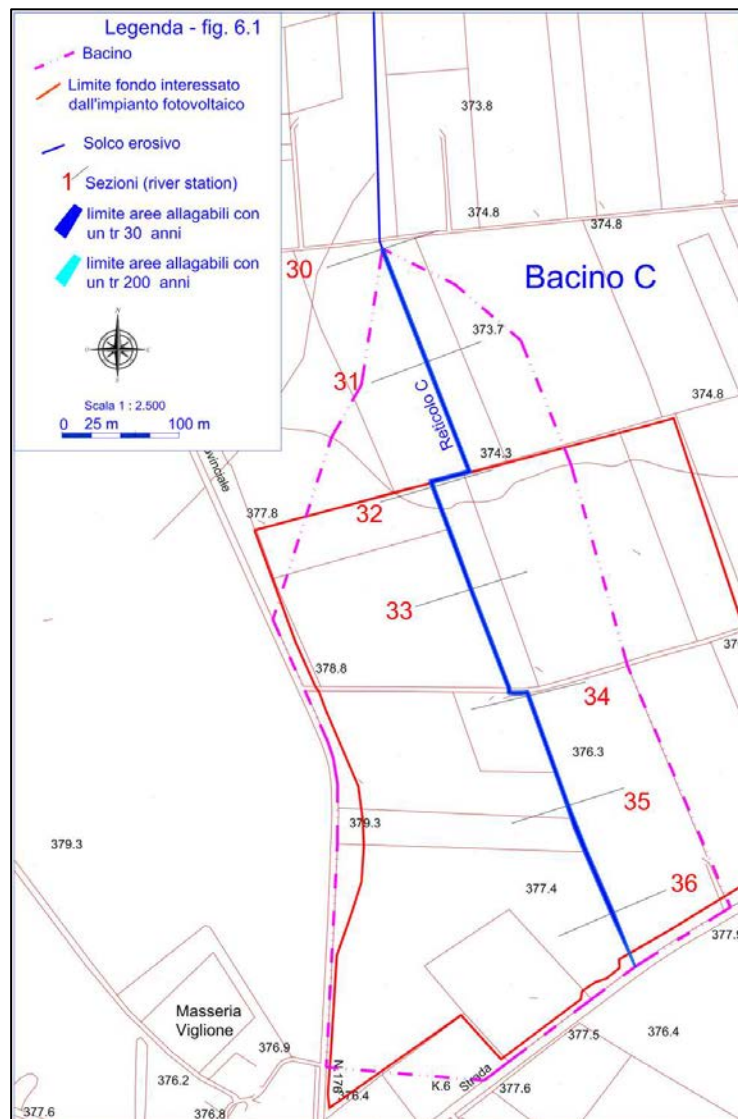 Legenda - fig. 6.1
Bacino
Limite fondo interessato
dall'impianto fotovoltaico
Solco erosivo
1 Sezioni (river station)
limite aree allagabili con
un tr 30 anni
limite aree allagabili con
un tr 200 anni
Scala 1 : 2.500
0 25 m 100 m
373.8
374.8
374.8
30
Bacino C
373.7
31
Reticolo C
374.8
374.3
377.8
32
33
378.8
34
376.3
379.3
35
379.3
377.4
36
377.9
Masseria
Viglione
376.9
376.2
377.6
376.8
N.176
376.4
K.6
Strada
377.5
376.4
377.6